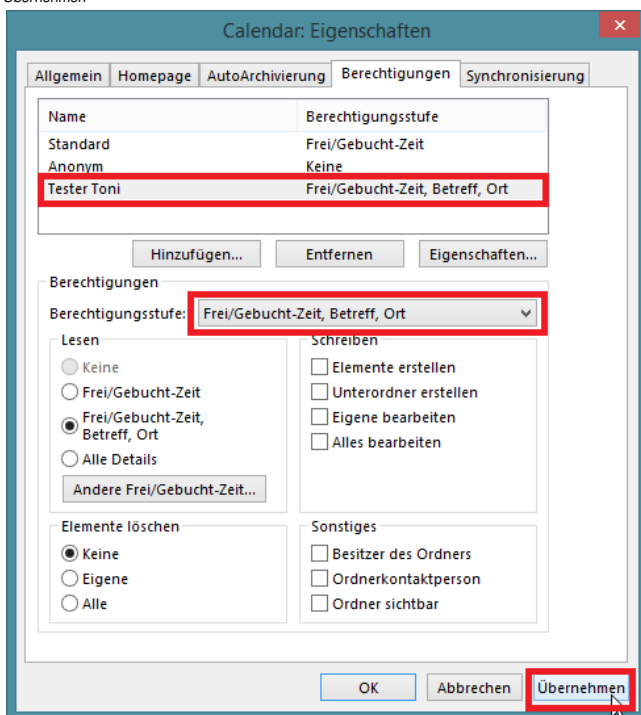 Übernehmen
Calendar: Eigenschaften
Allgemein Homepage AutoArchivierung Berechtigungen Synchronisierung
Name Berechtigungsstufe
Standard Frei/Gebucht-Zeit
Anonym Keine
Tester Toni Frei/Gebucht-Zeit, Betreff, Ort
Hinzufügen... Entfernen Eigenschaften...
Berechtigungen
Berechtigungsstufe: Frei/Gebucht-Zeit, Betreff, Ort
Lesen
Keine
Frei/Gebucht-Zeit
Frei/Gebucht-Zeit,
Betreff, Ort
Alle Details
Andere Frei/Gebucht-Zeit...
Schreiben
Elemente erstellen
Unterordner erstellen
Eigene bearbeiten
Alles bearbeiten
Elemente löschen
Keine
Eigene
Alle
Sonstiges
Besitzer des Ordners
Ordnerkontaktperson
Ordner sichtbar
OK Abbrechen Übernehmen